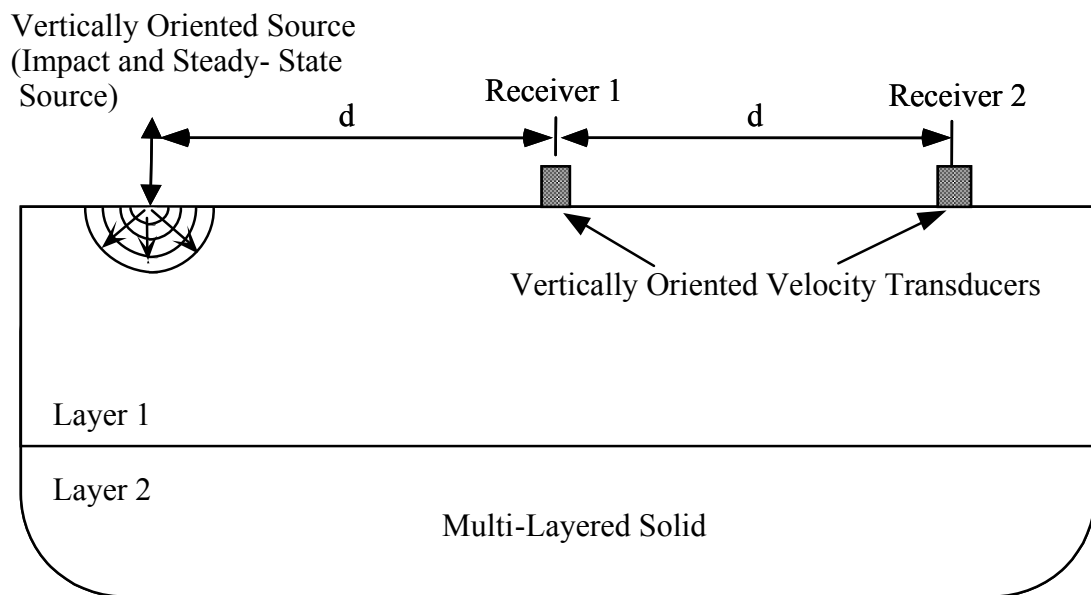 Vertically Oriented Source
(Impact and Steady- State
Source)
Receiver 1
Receiver 2
d
d
Vertically Oriented Velocity Transducers
Layer 1
Layer 2
Multi-Layered Solid